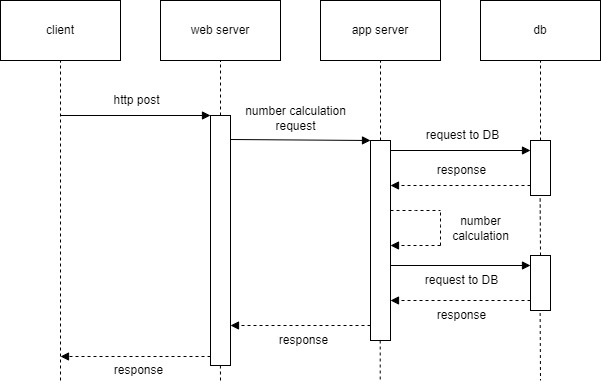 client
web server
app server
db
http post
number calculation
request
request to DB
response
number
calculation
request to DB
response
response
response